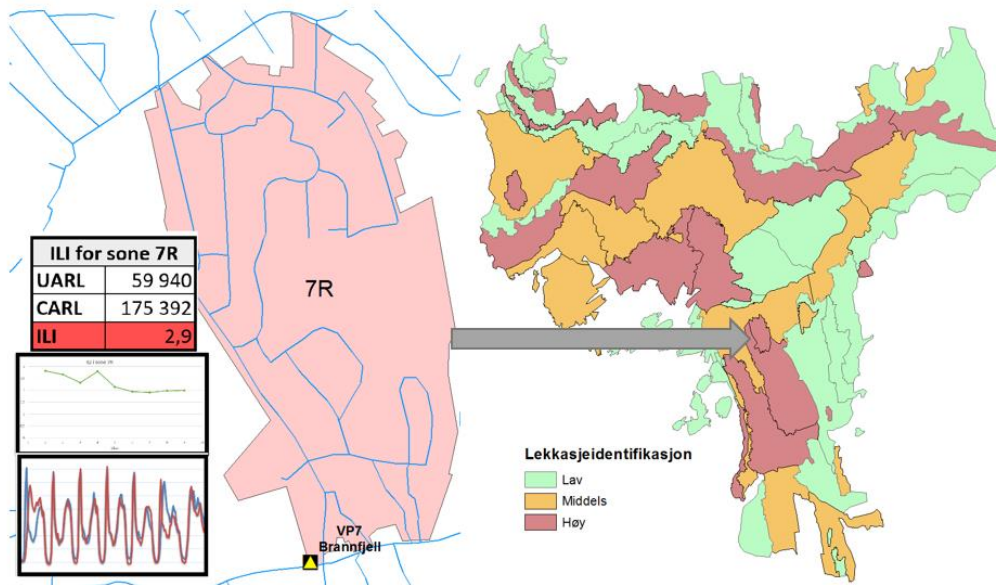 ILI for sone 7R
UARL 59 940
CARL 175 392
ILI 2,9
7R
VP7
Brannfjell
Lekkasjeidentifikasjon
Lav
Middels
Høy